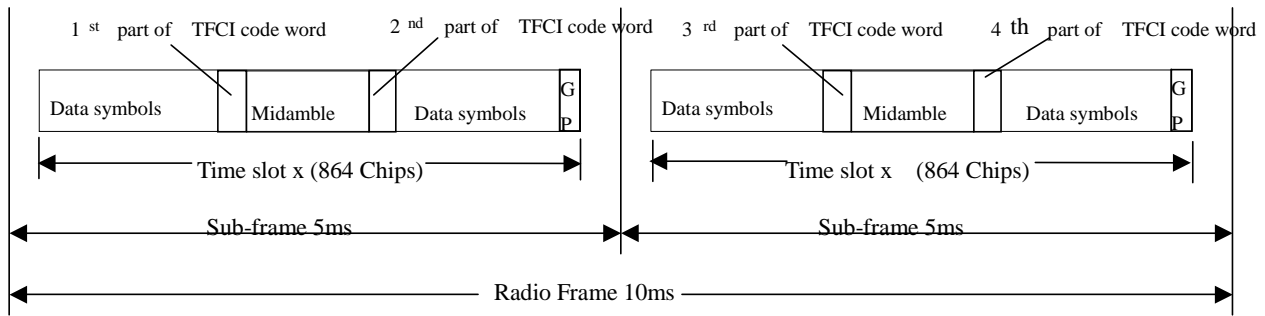 1 st part of TFCI code word
2 nd part of TFCI code word
3 rd part of TFCI code word
4 th part of TFCI code word
Data symbols
Midamble
Data symbols
G
P
Data symbols
Midamble
Data symbols
G
P
Time slot x (864 Chips)
Time slot x (864 Chips)
Sub-frame 5ms
Sub-frame 5ms
Radio Frame 10ms